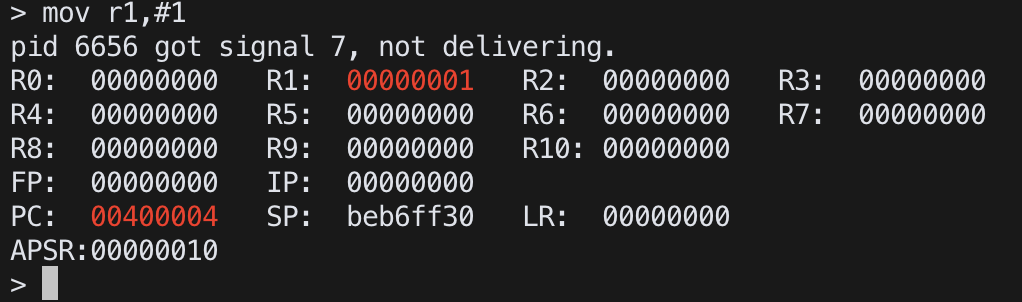 > mov r1,#1
pid 6656 got signal 7, not delivering.
R0:  00000000   R1:  00000001   R2:  00000000   R3:  00000000
R4:  00000000   R5:  00000000   R6:  00000000   R7:  00000000
R8:  00000000   R9:  00000000   R10: 00000000
FP:  00000000   IP:  00000000
PC:  00400004   SP:  beb6ff30   LR:  00000000
APSR:00000010
>